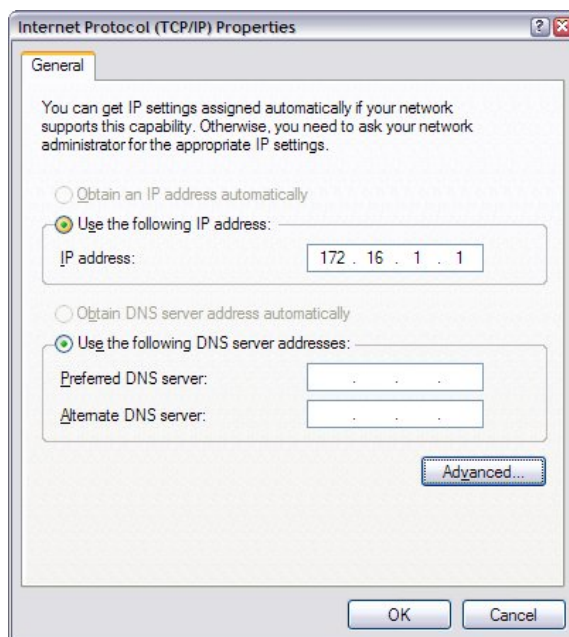 Internet Protocol (TCP/IP) Properties
General
You can get IP settings assigned automatically if your network
supports this capability. Otherwise, you need to ask your network
administrator for the appropriate IP settings.
Obtain an IP address automatically
Use the following IP address:
IP address: 172 . 16 . 1 . 1
Obtain DNS server address automatically
Use the following DNS server addresses:
Preferred DNS server: . . .
Alternate DNS server: . . .
Advanced...
OK Cancel